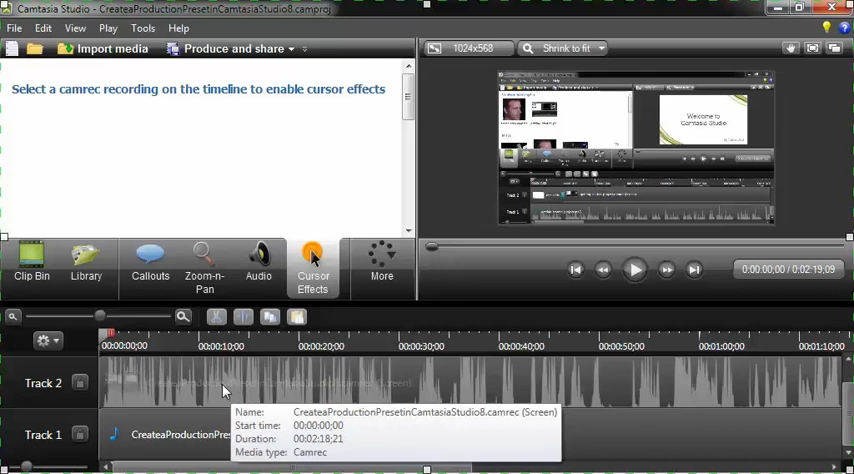 Camtasia Studio - CreateaProductionPresetinCamtasiaStudio8.camproj
File Edit View Play Tools Help
Import media Produce and share
1024x568 Shrink to fit
Select a camrec recording on the timeline to enable cursor effects
Welcome to
Camtasia Studio
Clip Bin
Library
Callouts
Zoom-n-
Pan
Audio
Cursor
Effects
More
0:00:00;00 / 0:02:19;09
00:00:00;00 00:00:10;00 00:00:20;00 00:00:30;00 00:00:40;00 00:00:50;00 00:01:00;00 00:01:10;00
Track 2
CreateaProductionPresetinCamtasiaStudio8.camrec (Screen)
Track 1
CreateaProductionPres
Name: CreateaProductionPresetinCamtasiaStudio8.camrec (Screen)
Start time: 00:00:00;00
Duration: 00:02:18;21
Media type: Camrec